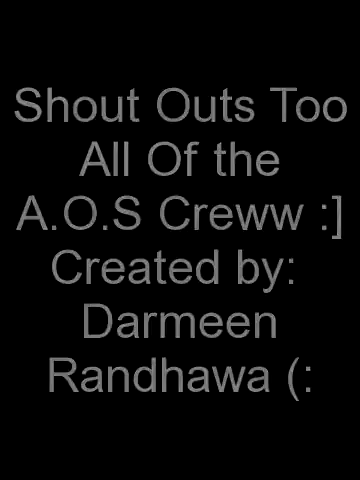 Shout Outs Too
All Of the
A.O.S Creww :]
Created by:
Darmeen
Randhawa (: